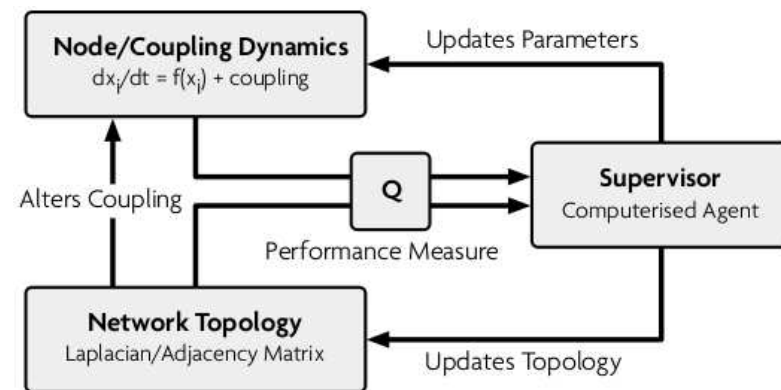 Node/Coupling Dynamics
dxi/dt = f(xi) + coupling
Updates Parameters
Alters Coupling
Q
Performance Measure
Supervisor
Computerised Agent
Network Topology
Laplacian/Adjacency Matrix
Updates Topology